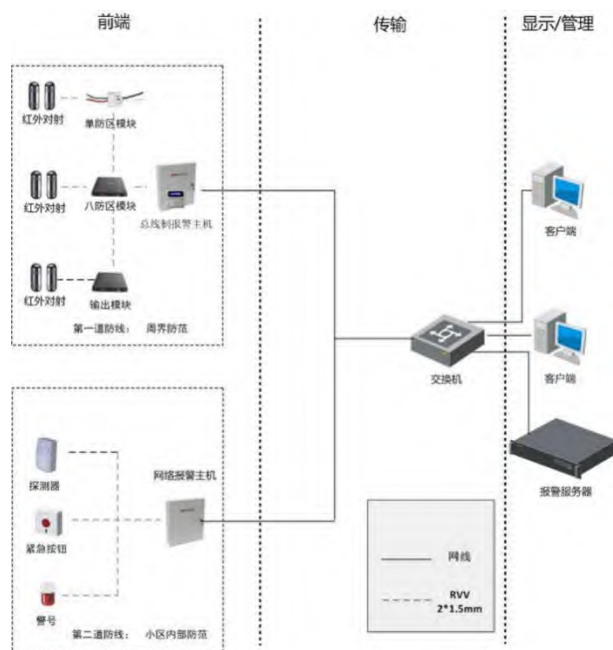 前端
传输
显示/管理
红外对射
单防区模块
红外对射
八防区模块
总线制报警主机
红外对射
输出模块
第一道防线： 周界防范
客户端
交换机
客户端
报警服务器
探测器
网络报警主机
紧急按钮
警号
第二道防线： 小区内部防范
网线
RVV
2*1.5mm